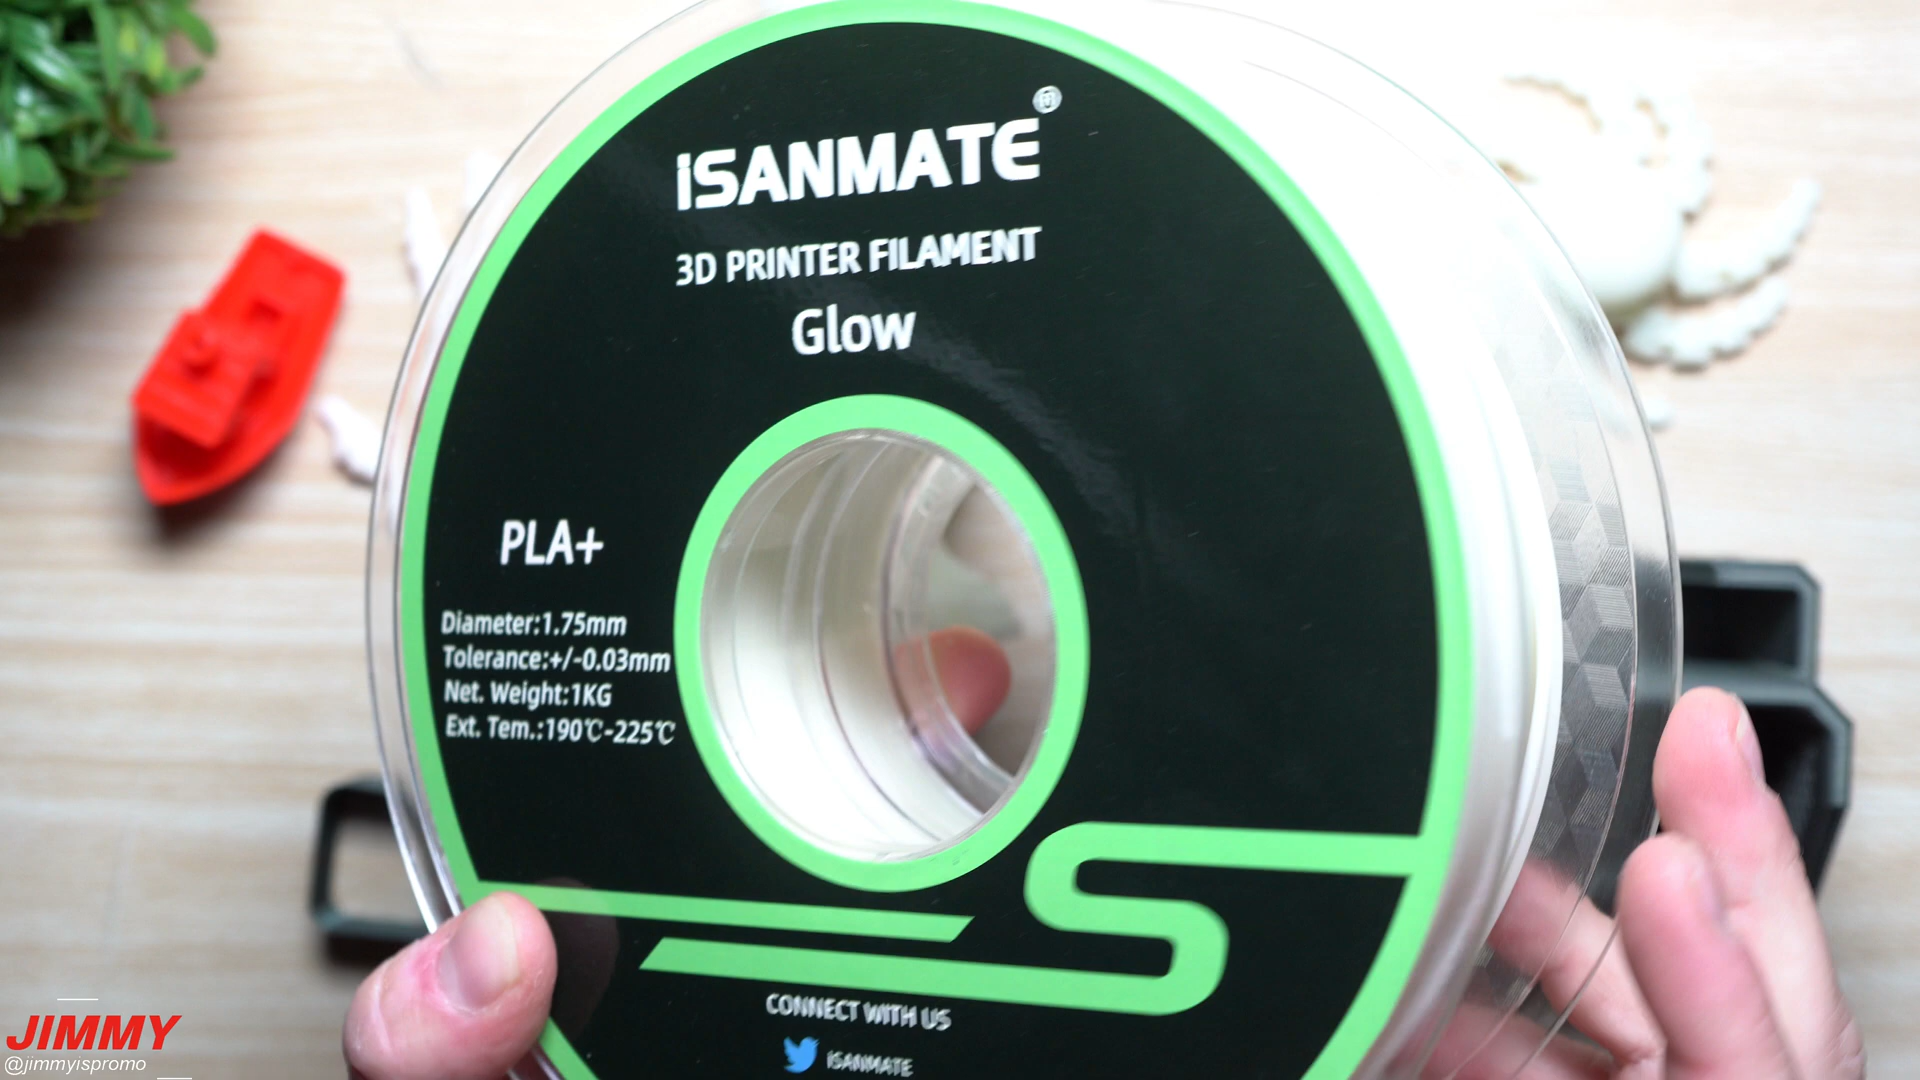 iSANMATE
3D PRINTER FILAMENT
Glow
PLA+
Diameter:1.75mm
Tolerance:+/-0.03mm
Net. Weight:1KG
Ext. Tem.:190℃-225℃
CONNECT WITH US
iSANMATE
JIMMY
@jimmyispromo